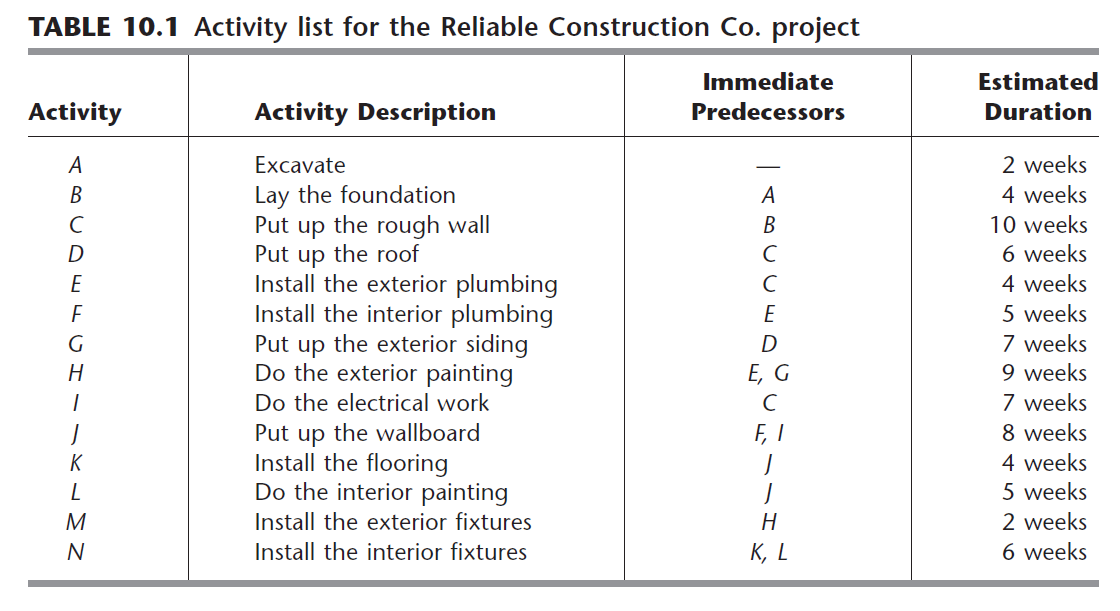 TABLE 10.1 Activity list for the Reliable Construction Co. project
Immediate Estimated
Activity Activity Description Predecessors Duration
A Excavate — 2 weeks
B Lay the foundation A 4 weeks
C Put up the rough wall B 10 weeks
D Put up the roof C 6 weeks
E Install the exterior plumbing C 4 weeks
F Install the interior plumbing E 5 weeks
G Put up the exterior siding D 7 weeks
H Do the exterior painting E, G 9 weeks
I Do the electrical work C 7 weeks
J Put up the wallboard F, I 8 weeks
K Install the flooring J 4 weeks
L Do the interior painting J 5 weeks
M Install the exterior fixtures H 2 weeks
N Install the interior fixtures K, L 6 weeks